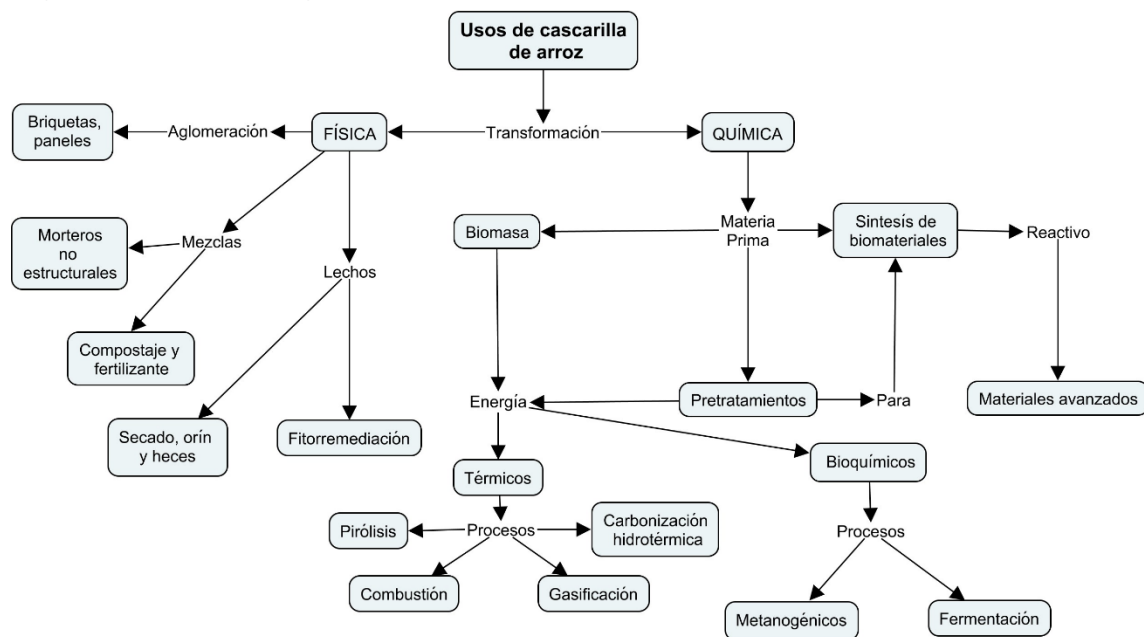 Usos de cascarilla
de arroz
Briquetas,
paneles
Aglomeración
FÍSICA
Transformación
QUÍMICA
Morteros
no
estructurales
Mezclas
Lechos
Biomasa
Materia
Prima
Sintesís de
biomateriales
Reactivo
Compostaje y
fertilizante
Secado, orín
y heces
Fitorremediación
Energía
Pretratamientos
Para
Materiales avanzados
Térmicos
Bioquímicos
Pirólisis
Procesos
Carbonización
hidrotérmica
Procesos
Combustión
Gasificación
Metanogénicos
Fermentación